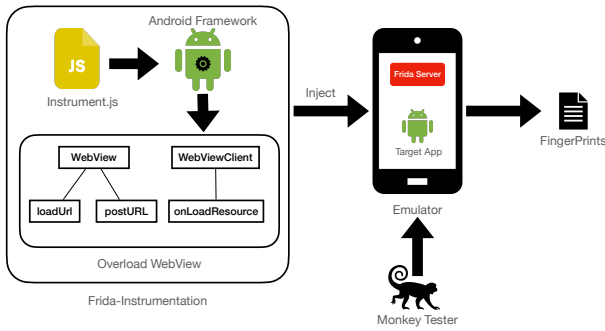 Android Framework
JS
Instrument.js
Inject
Frida Server
Target App
FingerPrints
WebView
WebViewClient
loadUrl
postURL
onLoadResource
Overload WebView
Frida-Instrumentation
Emulator
Monkey Tester